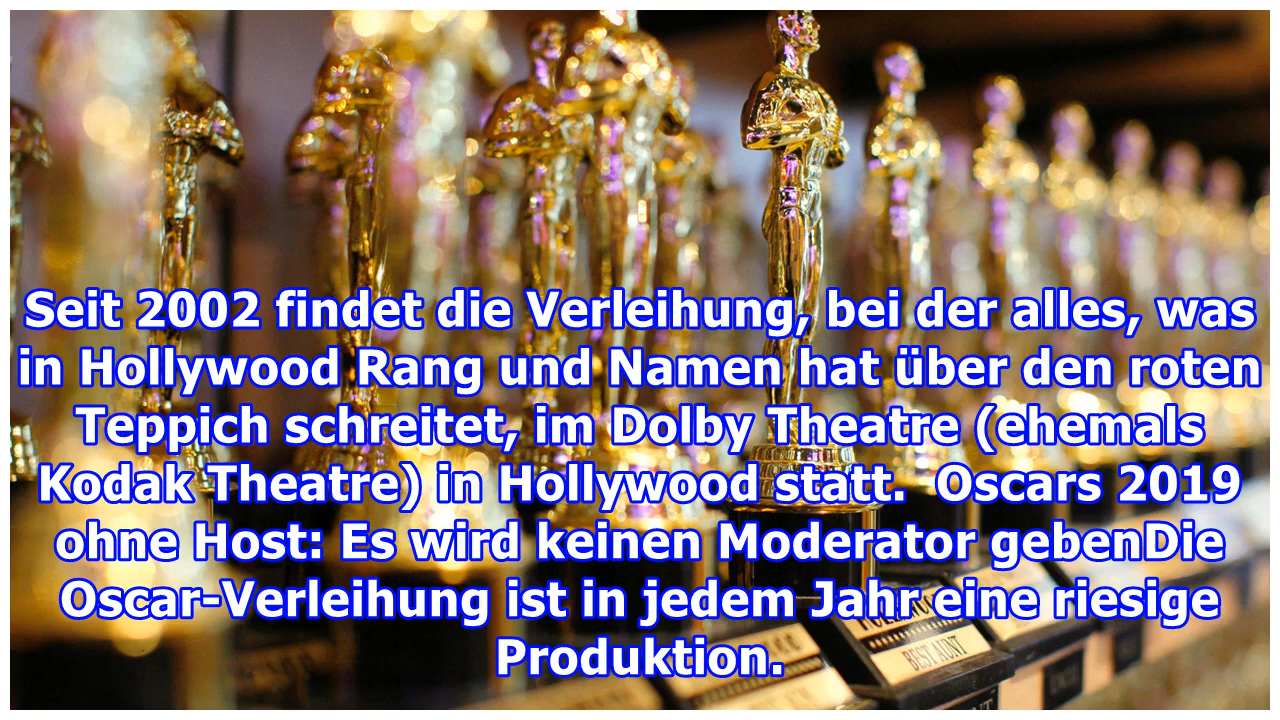 Seit 2002 findet die Verleihung, bei der alles, was
in Hollywood Rang und Namen hat über den roten
Teppich schreitet, im Dolby Theatre (ehemals
Kodak Theatre) in Hollywood statt.  Oscars 2019
ohne Host: Es wird keinen Moderator gebenDie
Oscar-Verleihung ist in jedem Jahr eine riesige
Produktion.
BEST AUNT